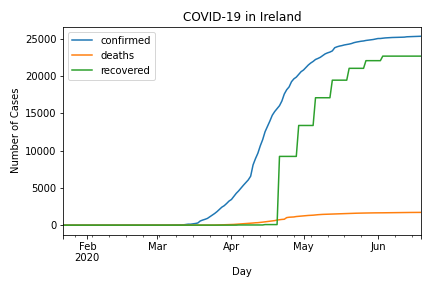 COVID-19 in Ireland
confirmed
deaths
recovered
Number of Cases
25000
20000
15000
10000
5000
0
Feb Mar Apr May Jun
2020
Day